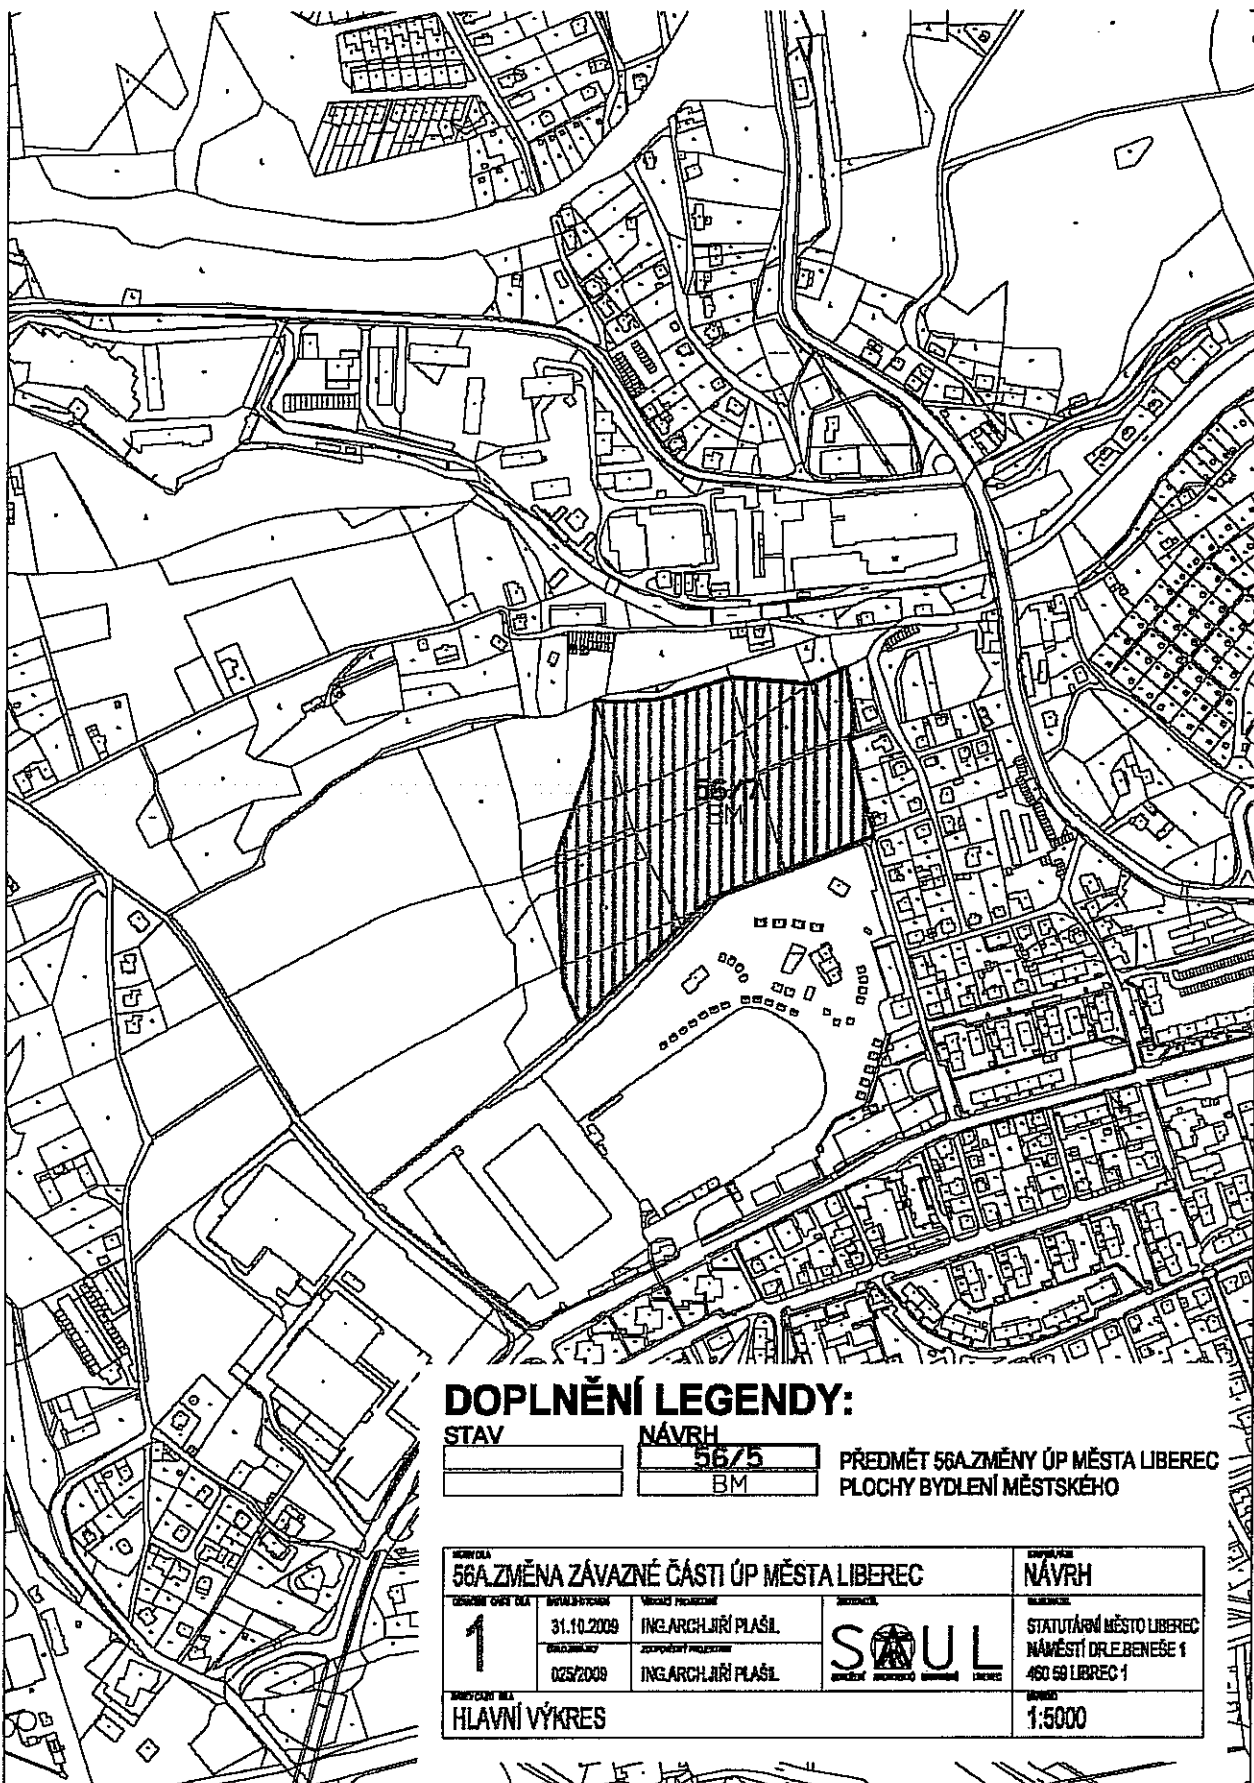 56/7
BM
DOPLNĚNÍ LEGENDY:
STAV
NÁVRH
56/5
BM
PŘEDMĚT 56A.ZMĚNY ÚP MĚSTA LIBEREC
PLOCHY BYDLENÍ MĚSTSKÉHO
56A.ZMĚNA ZÁVAZNÉ ČÁSTI ÚP MĚSTA LIBEREC
NÁVRH
1
31.10.2009
ING.ARCH.JIŘÍ PLAŠIL
025/2009
ING.ARCH.JIŘÍ PLAŠIL
SAUL
STATUTÁRNÍ MĚSTO LIBEREC
NÁMĚSTÍ DR.E.BENEŠE 1
460 59 LIBREC 1
HLAVNÍ VÝKRES
1:5000